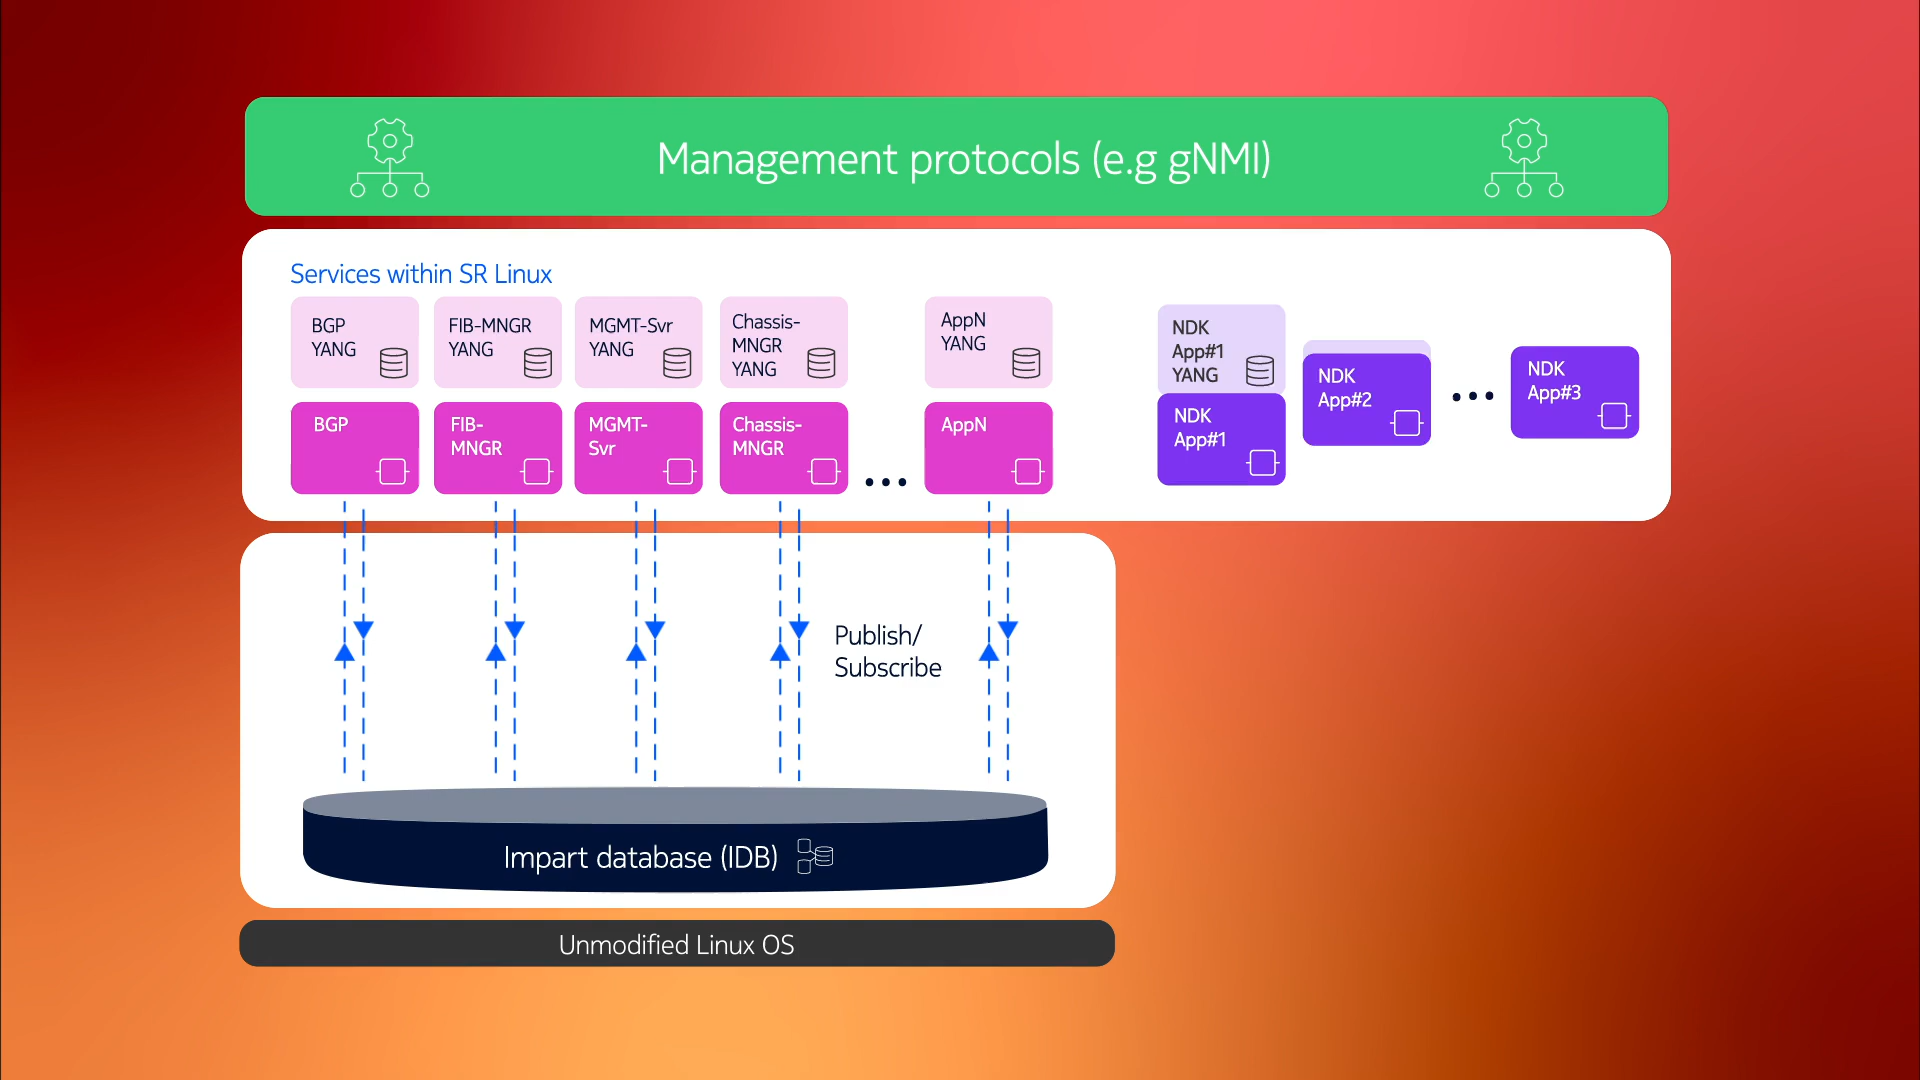 Management protocols (e.g gNMI)
Services within SR Linux
BGP
YANG
FIB-MNGR
YANG
MGMT-Svr
YANG
Chassis-
MNGR
YANG
AppN
YANG
NDK
App#1
YANG
BGP
FIB-
MNGR
MGMT-
Svr
Chassis-
MNGR
...
AppN
NDK
App#1
NDK
App#2
...
NDK
App#3
Publish/
Subscribe
Impart database (IDB)
Unmodified Linux OS